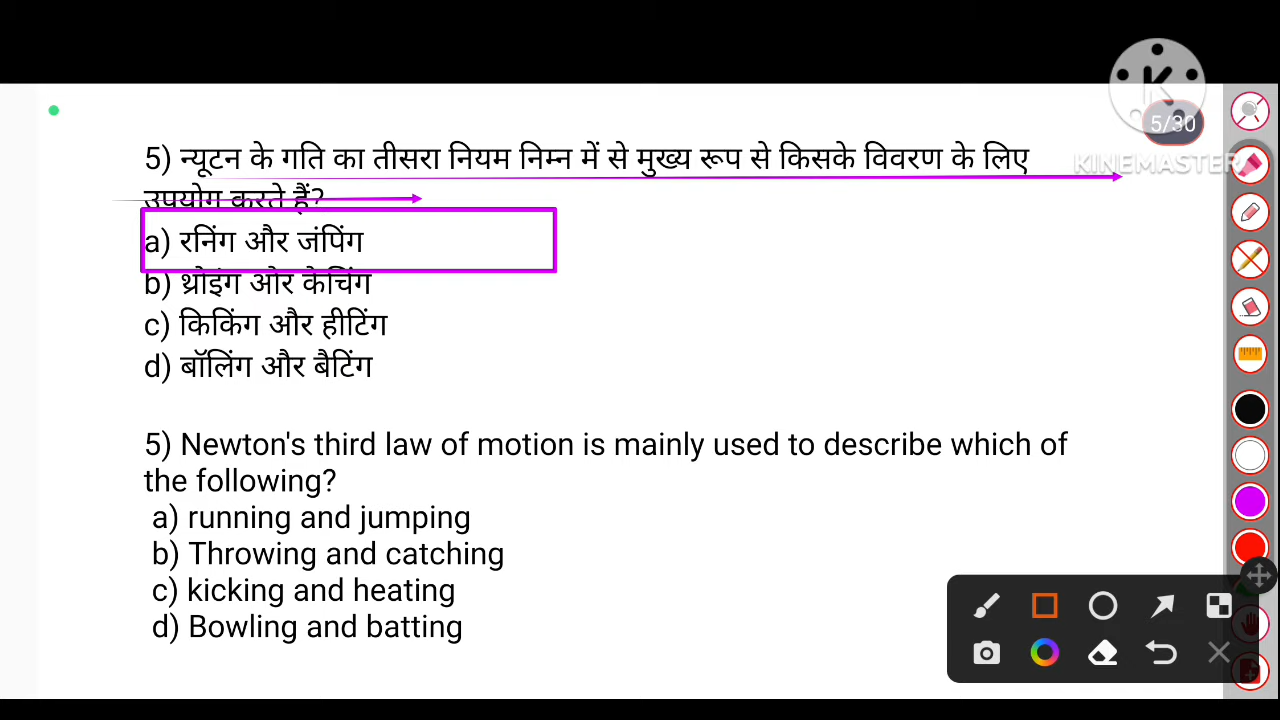 5/30
KINEMASTER
5) न्यूटन के गति का तीसरा नियम निम्न में से मुख्य रूप से किसके विवरण के लिए
उपयोग करते हैं?
a) रनिंग और जंपिंग
b) थ्रोइंग ओर केचिंग
c) किकिंग और हीटिंग
d) बॉलिंग और बैटिंग
5) Newton's third law of motion is mainly used to describe which of
the following?
a) running and jumping
b) Throwing and catching
c) kicking and heating
d) Bowling and batting